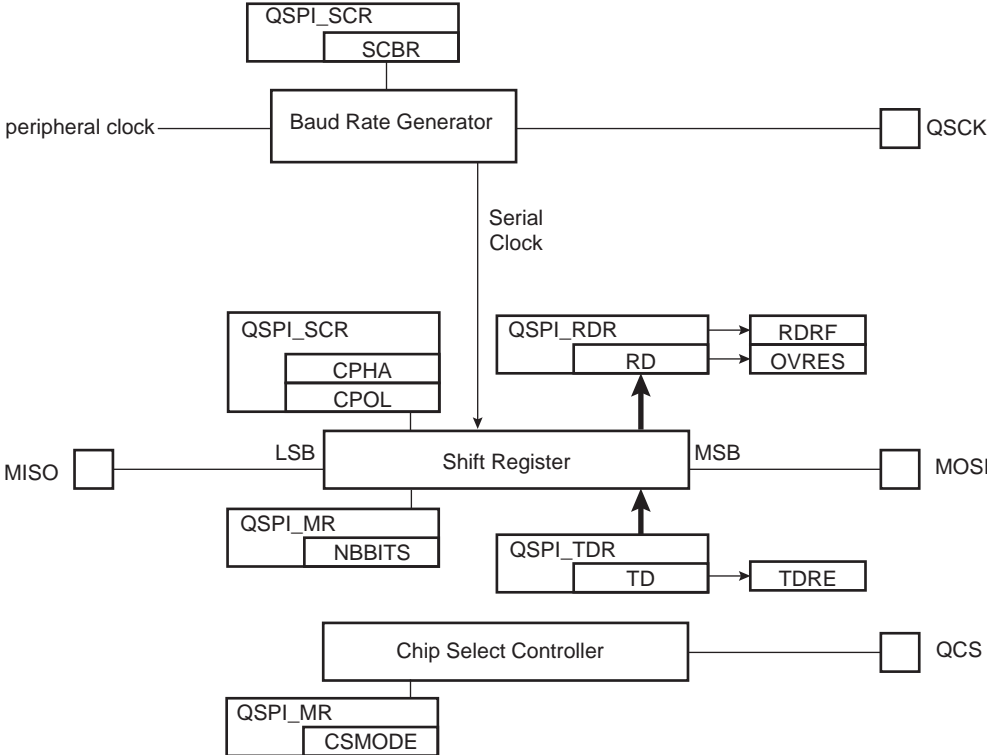 QSPI_SCR
SCBR
peripheral clock
Baud Rate Generator
QSCK
Serial
Clock
QSPI_SCR
CPHA
CPOL
QSPI_RDR
RD
RDRF
OVRES
MISO
LSB
Shift Register
MSB
MOSI
QSPI_MR
NBBITS
QSPI_TDR
TD
TDRE
Chip Select Controller
QCS
QSPI_MR
CSMODE